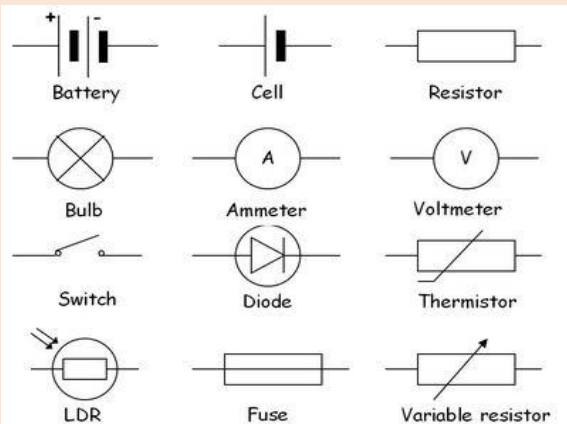 + -
Battery
Cell
Resistor
A
V
Bulb
Ammeter
Voltmeter
Switch
Diode
Thermistor
LDR
Fuse
Variable resistor